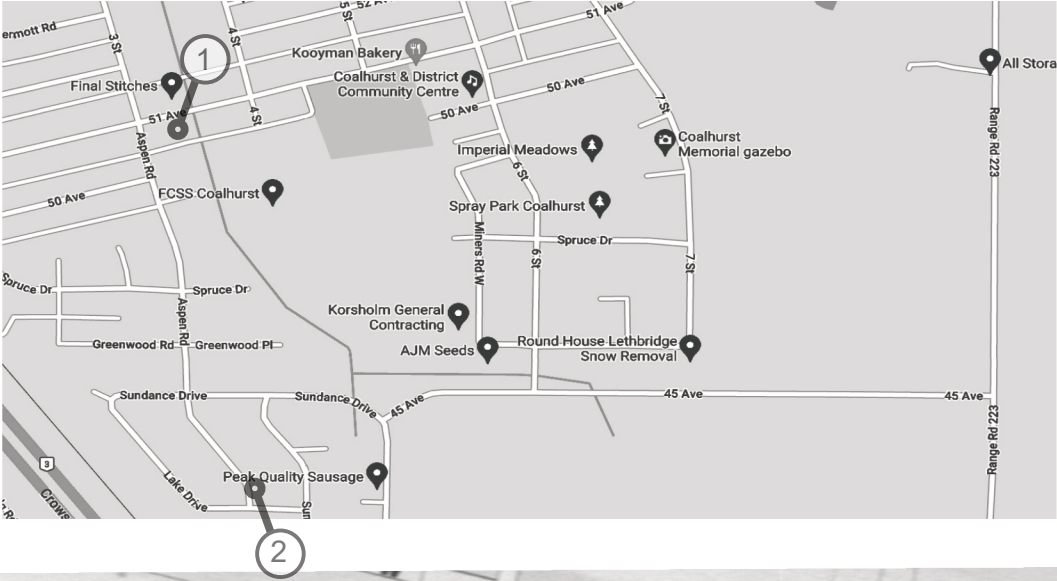 52 Av
51 Ave
ermott Rd
3 St
4 St
5 St
1
Kooyman Bakery
All Stora
Final Stitches
Coalhurst & District
Community Centre
50 Ave
7 St
51 Ave
4 St
50 Ave
Range Rd 223
Coalhurst
Memorial gazebo
Aspen Rd
Imperial Meadows
6 St
FCSS Coalhurst
50 Ave
Spray Park Coalhurst
Miners Rd W
Spruce Dr
6 St
7 St
Spruce Dr
Spruce Dr
Aspen Rd
Korsholm General
Contracting
Greenwood Rd
Greenwood Pl
AJM Seeds
Round House Lethbridge
Snow Removal
Sundance Drive
Sundance Drive
45 Ave
45 Ave
45 Ave
Range Rd 223
3
Lake Drive
Peak Quality Sausage
Crows
Sun
2